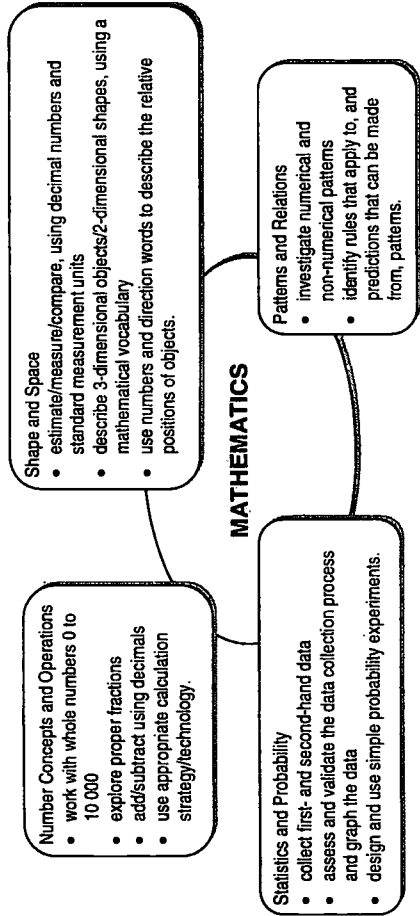 Number Concepts and Operations
• work with whole numbers 0 to
10 000
• explore proper fractions
• add/subtract using decimals
• use appropriate calculation
strategy/technology.
Shape and Space
• estimate/measure/compare, using decimal numbers and
standard measurement units
• describe 3-dimensional objects/2-dimensional shapes, using a
mathematical vocabulary
• use numbers and direction words to describe the relative
positions of objects.
MATHEMATICS
Statistics and Probability
• collect first- and second-hand data
• assess and validate the data collection process
and graph the data
• design and use simple probability experiments.
Patterns and Relations
• investigate numerical and
non-numerical patterns
• identify rules that apply to, and
predictions that can be made
from, patterns.